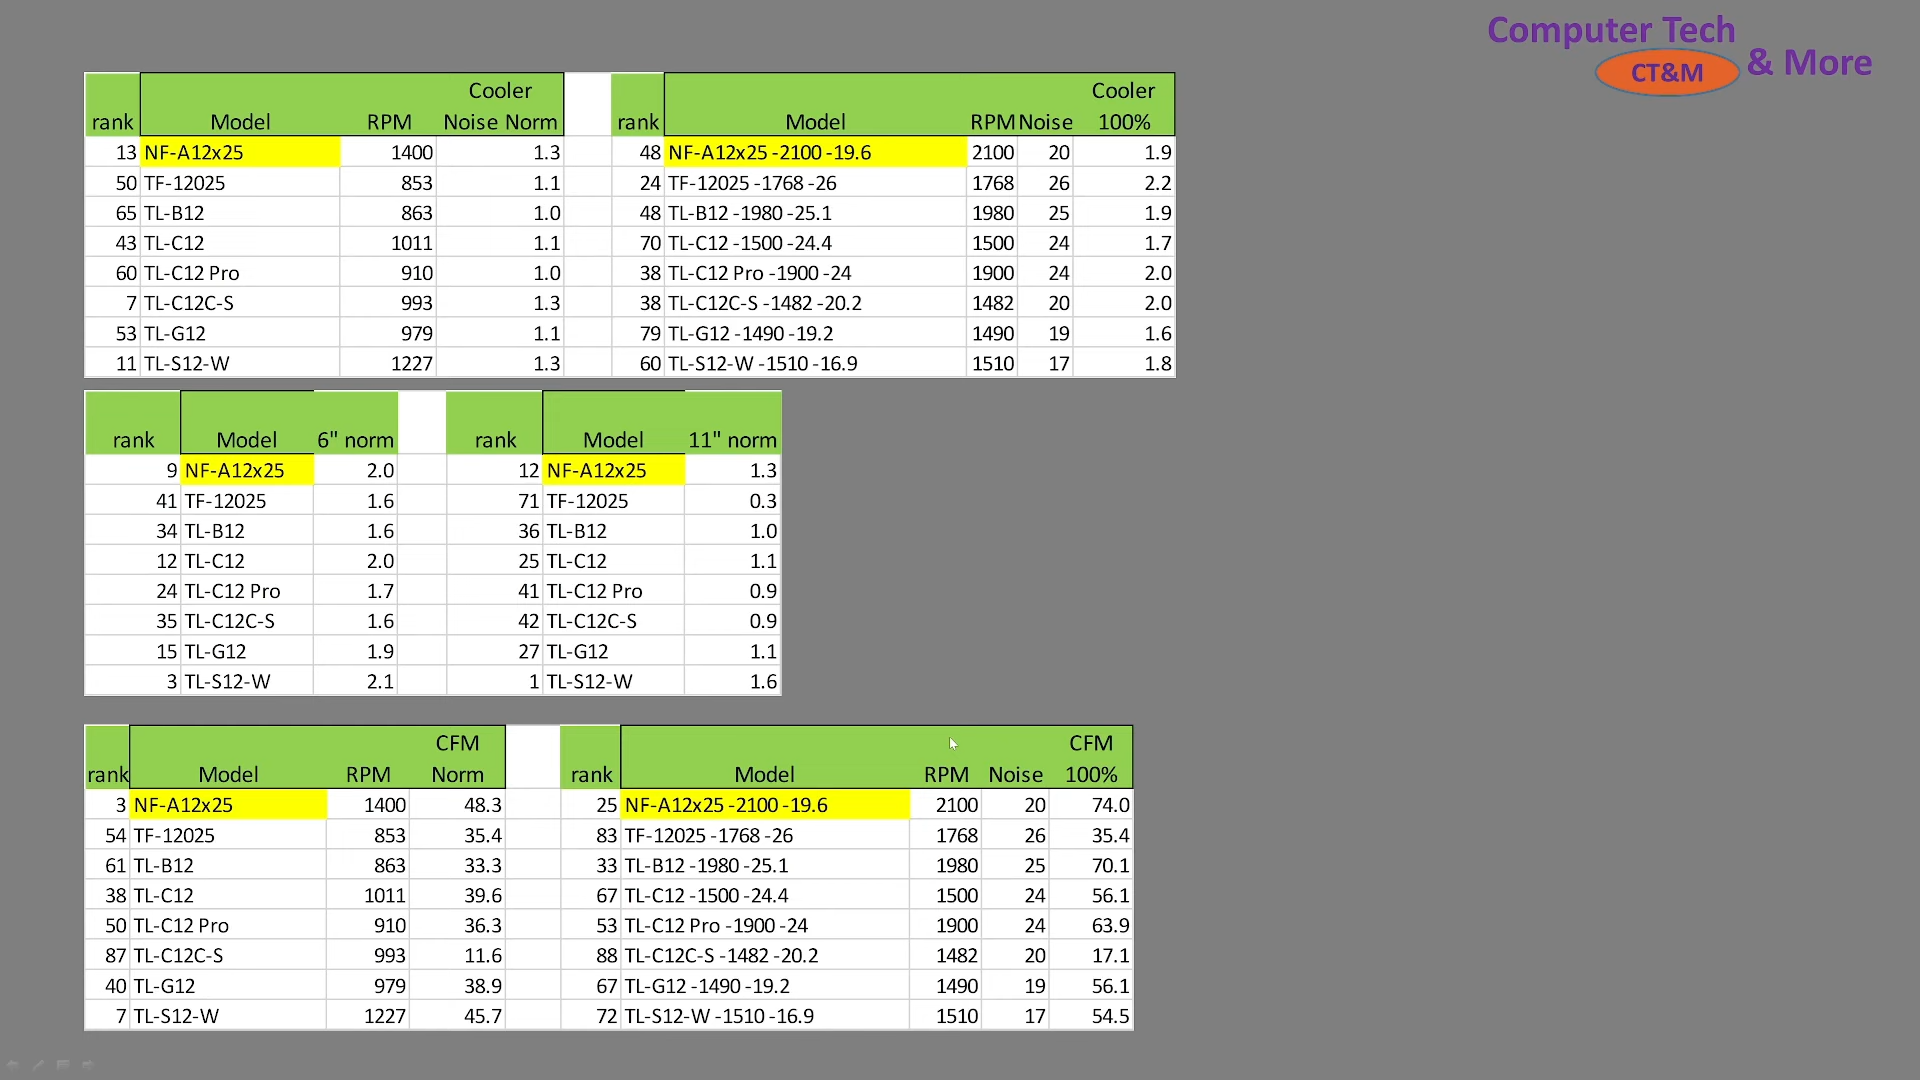 Computer Tech
CT&M & More
Cooler
rank Model RPM Noise Norm
13 NF-A12x25 1400 1.3
50 TF-12025 853 1.1
65 TL-B12 863 1.0
43 TL-C12 1011 1.1
60 TL-C12 Pro 910 1.0
7 TL-C12C-S 993 1.3
53 TL-G12 979 1.1
11 TL-S12-W 1227 1.3
Cooler
rank Model RPM Noise 100%
48 NF-A12x25 -2100 -19.6 2100 20 1.9
24 TF-12025 -1768 -26 1768 26 2.2
48 TL-B12 -1980 -25.1 1980 25 1.9
70 TL-C12 -1500 -24.4 1500 24 1.7
38 TL-C12 Pro -1900 -24 1900 24 2.0
38 TL-C12C-S -1482 -20.2 1482 20 2.0
79 TL-G12 -1490 -19.2 1490 19 1.6
60 TL-S12-W -1510 -16.9 1510 17 1.8
rank Model 6" norm
9 NF-A12x25 2.0
41 TF-12025 1.6
34 TL-B12 1.6
12 TL-C12 2.0
24 TL-C12 Pro 1.7
35 TL-C12C-S 1.6
15 TL-G12 1.9
3 TL-S12-W 2.1
rank Model 11" norm
12 NF-A12x25 1.3
71 TF-12025 0.3
36 TL-B12 1.0
25 TL-C12 1.1
41 TL-C12 Pro 0.9
42 TL-C12C-S 0.9
27 TL-G12 1.1
1 TL-S12-W 1.6
CFM
rank Model RPM Norm
3 NF-A12x25 1400 48.3
54 TF-12025 853 35.4
61 TL-B12 863 33.3
38 TL-C12 1011 39.6
50 TL-C12 Pro 910 36.3
87 TL-C12C-S 993 11.6
40 TL-G12 979 38.9
7 TL-S12-W 1227 45.7
CFM
rank Model RPM Noise 100%
25 NF-A12x25 -2100 -19.6 2100 20 74.0
83 TF-12025 -1768 -26 1768 26 35.4
33 TL-B12 -1980 -25.1 1980 25 70.1
67 TL-C12 -1500 -24.4 1500 24 56.1
53 TL-C12 Pro -1900 -24 1900 24 63.9
88 TL-C12C-S -1482 -20.2 1482 20 17.1
67 TL-G12 -1490 -19.2 1490 19 56.1
72 TL-S12-W -1510 -16.9 1510 17 54.5